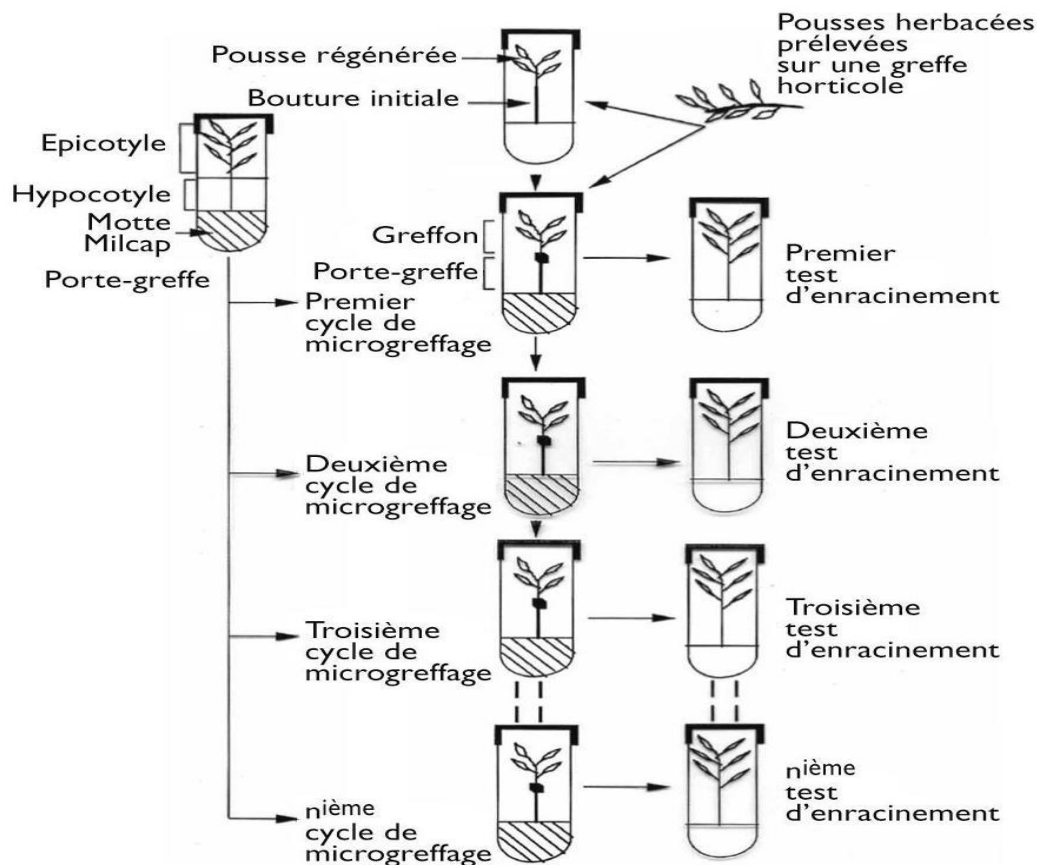 Pousse régénérée
Bouture initiale
Pousses herbacées
prélevées
sur une greffe
horticole
Epicotyle
Hypocotyle
Motte
Milcap
Porte-greffe
Greffon
Porte-greffe
Premier
cycle de
microgreffage
Premier
test
d'enracinement
Deuxième
cycle de
microgreffage
Deuxième
test
d'enracinement
Troisième
cycle de
microgreffage
Troisième
test
d'enracinement
nième
cycle de
microgreffage
nième
test
d'enracinement